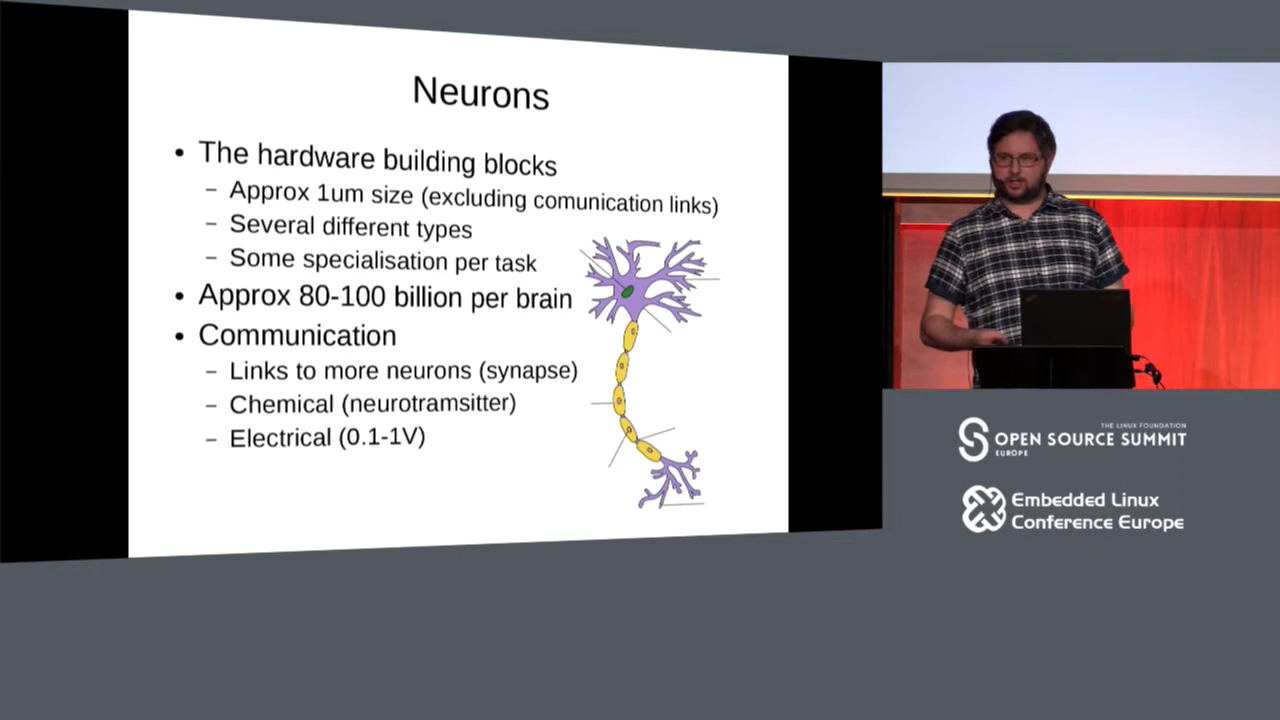 Neurons
• The hardware building blocks
– Approx 1um size (excluding comunication links)
– Several different types
– Some specialisation per task
• Approx 80-100 billion per brain
• Communication
– Links to more neurons (synapse)
– Chemical (neurotramsitter)
– Electrical (0.1-1V)
THE LINUX FOUNDATION
OPEN SOURCE SUMMIT
EUROPE
Embedded Linux
Conference Europe